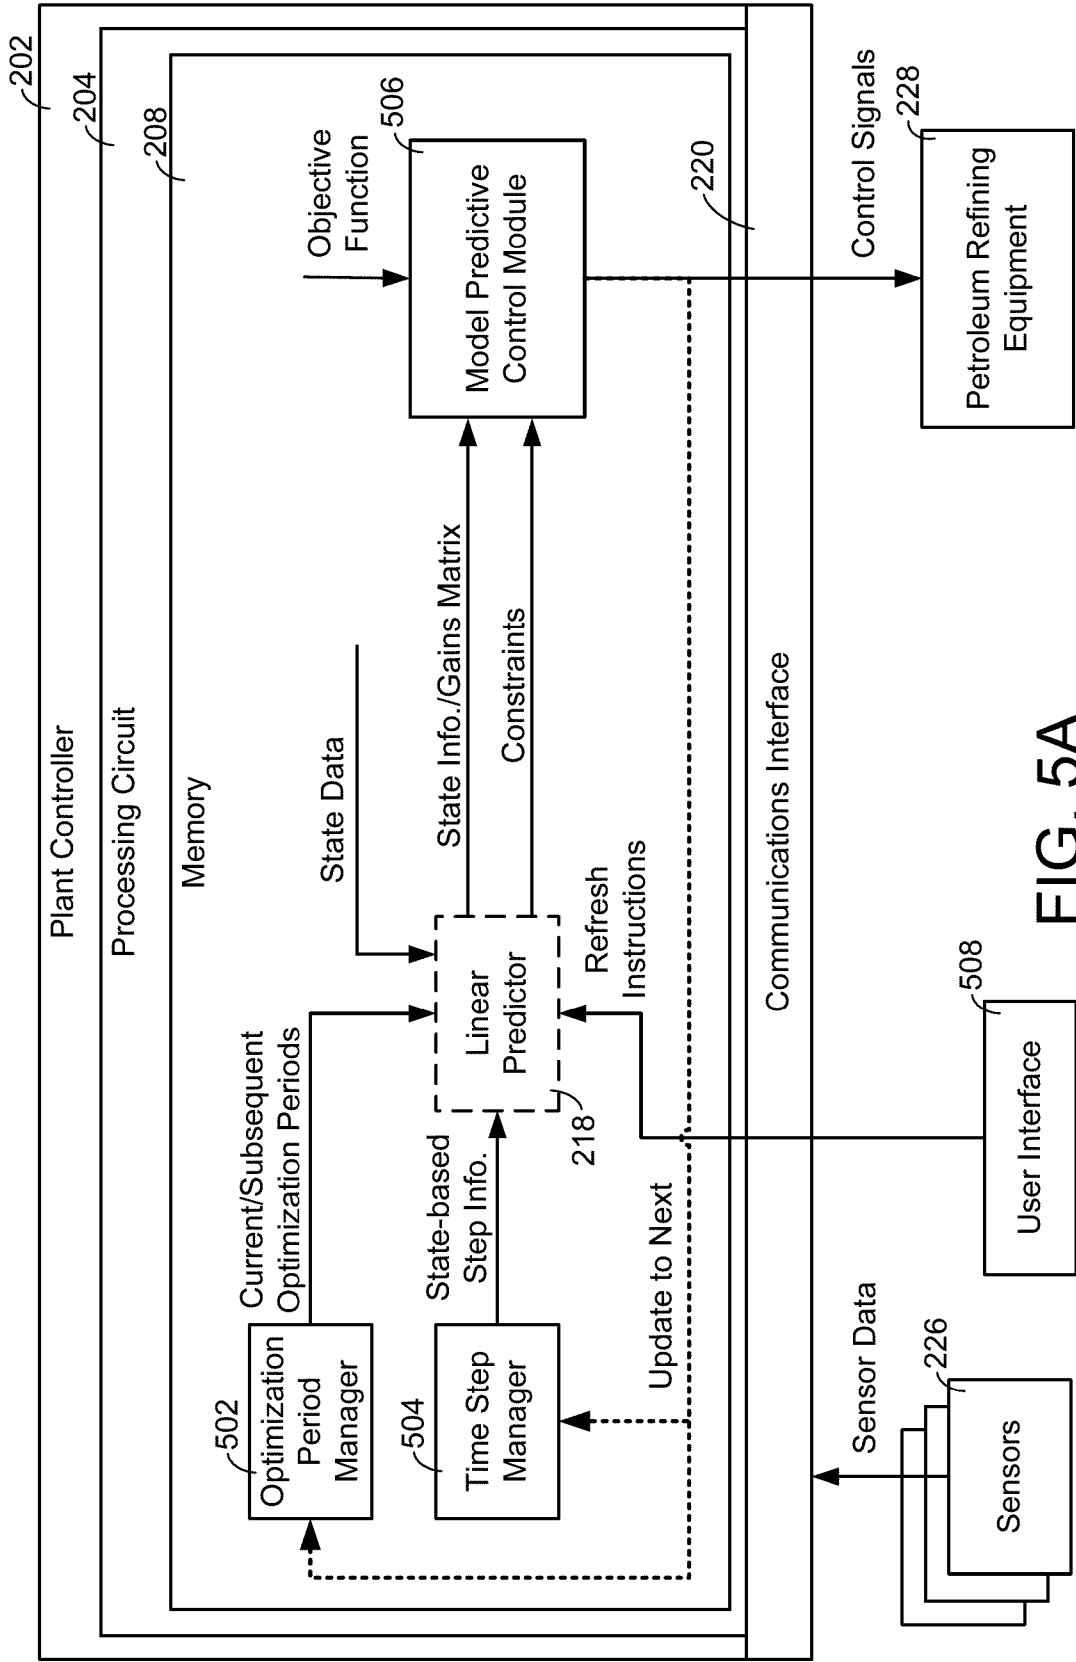 202
Plant Controller
204
Processing Circuit
208
Memory
Objective
Function
State Data
502
Optimization
Period
Manager
Current/Subsequent
Optimization Periods
504
Time Step
Manager
State-based
Step Info.
Linear
Predictor
218
State Info./Gains Matrix
Constraints
506
Model Predictive
Control Module
Refresh
Instructions
Update to Next
220
Communications Interface
Sensor Data
226
Sensors
508
User Interface
Control Signals
228
Petroleum Refining
Equipment
FIG. 5A